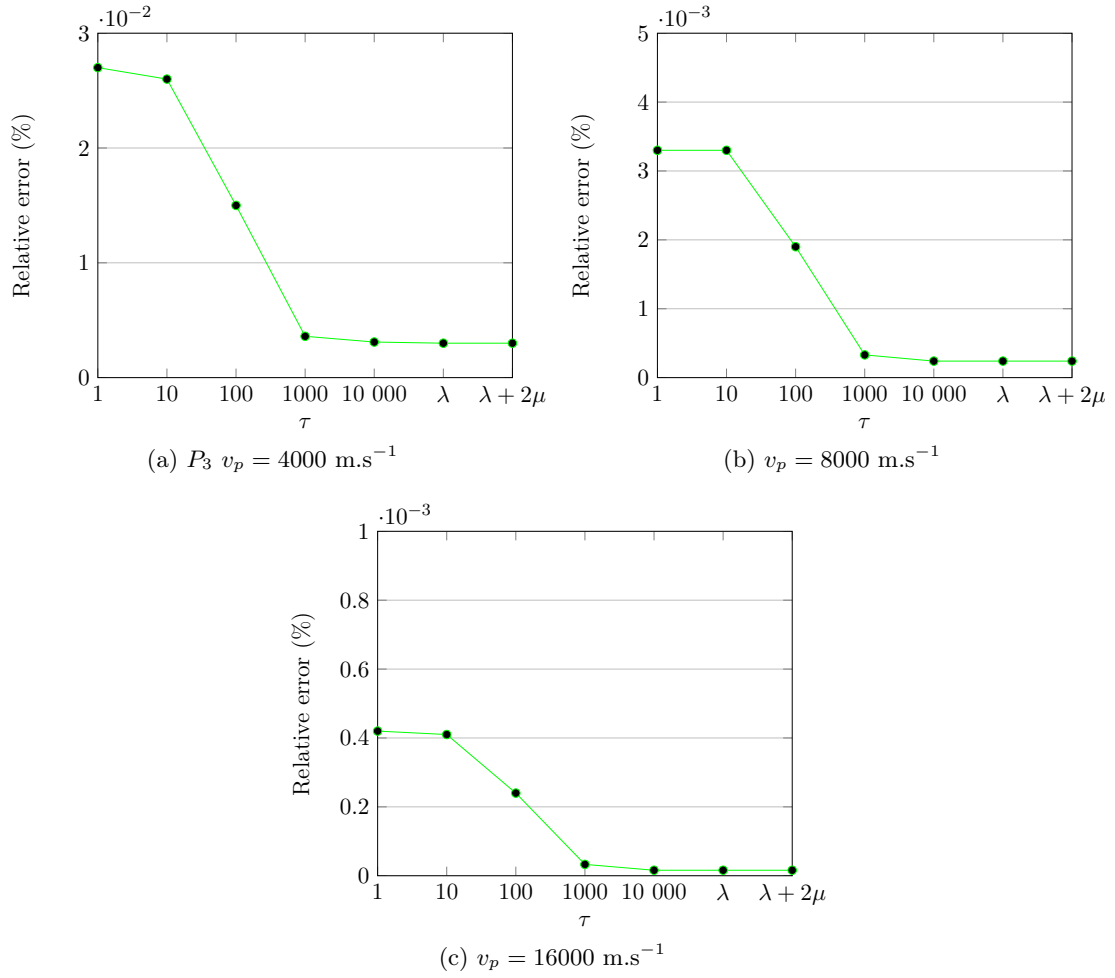 ·10⁻²
3
2
1
0
Relative error (%)
1 10 100 1000 10 000 λ λ + 2μ
τ
(a) P₃ vₚ = 4000 m.s⁻¹
·10⁻³
5
4
3
2
1
0
Relative error (%)
1 10 100 1000 10 000 λ λ + 2μ
τ
(b) vₚ = 8000 m.s⁻¹
·10⁻³
1
0.8
0.6
0.4
0.2
0
Relative error (%)
1 10 100 1000 10 000 λ λ + 2μ
τ
(c) vₚ = 16000 m.s⁻¹